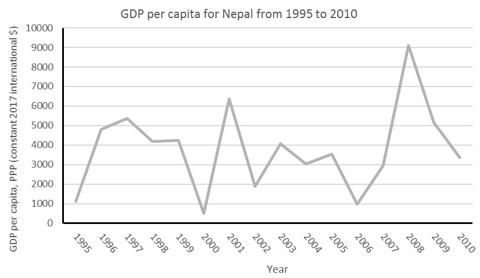 GDP per capita for Nepal from 1995 to 2010
GDP per capita, PPP (constant 2017 international $)
10000
9000
8000
7000
6000
5000
4000
3000
2000
1000
0
1995 1996 1997 1998 1999 2000 2001 2002 2003 2004 2005 2006 2007 2008 2009 2010
Year